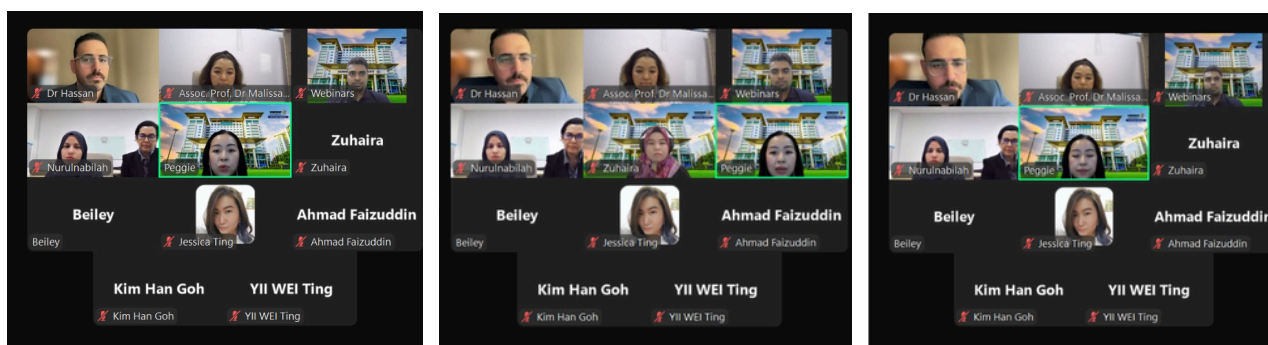 Dr Hassan
Assoc. Prof. Dr Malissa...
Webinars
Zuhaira
Nurulnabilah
Peggie
Zuhaira
Beiley
Ahmad Faizuddin
Beiley
Jessica Ting
Ahmad Faizuddin
Kim Han Goh
YII WEI Ting
Kim Han Goh
YII WEI Ting
Dr Hassan
Assoc. Prof. Dr Malissa...
Webinars
Nurulnabilah
Zuhaira
Peggie
Beiley
Ahmad Faizuddin
Beiley
Jessica Ting
Ahmad Faizuddin
Kim Han Goh
YII WEI Ting
Kim Han Goh
YII WEI Ting
Dr Hassan
Assoc. Prof. Dr Malissa...
Webinars
Zuhaira
Nurulnabilah
Peggie
Zuhaira
Beiley
Ahmad Faizuddin
Beiley
Jessica Ting
Ahmad Faizuddin
Kim Han Goh
YII WEI Ting
Kim Han Goh
YII WEI Ting